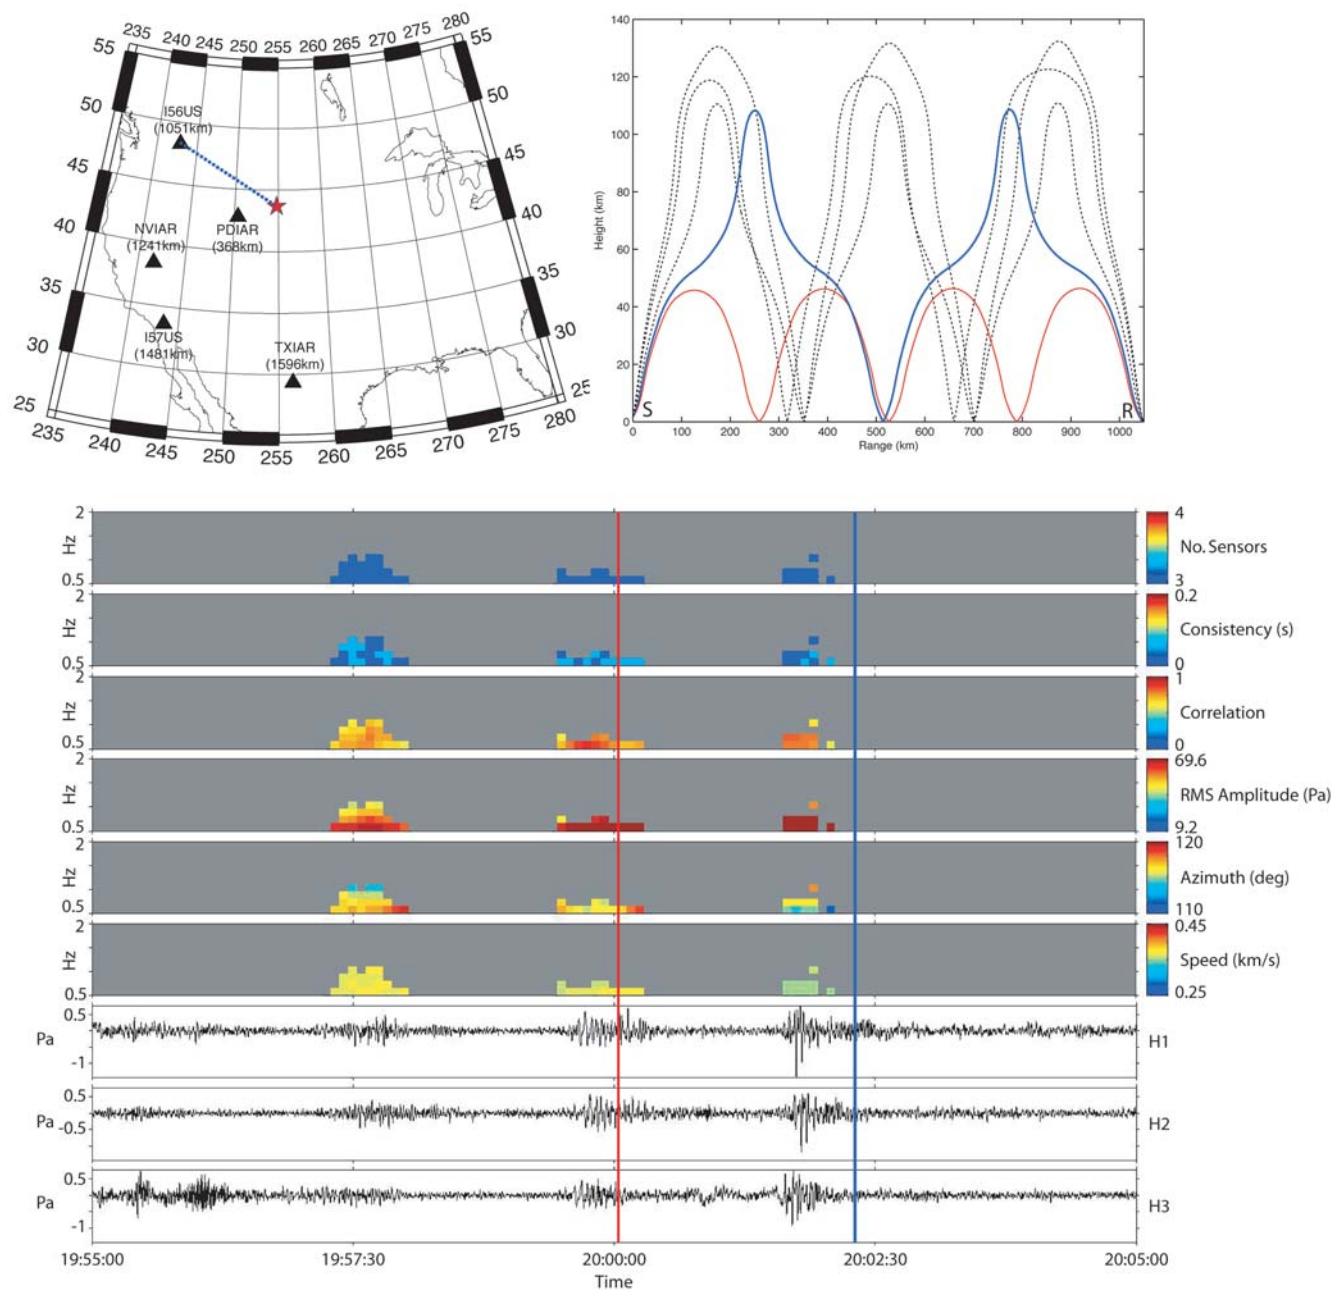 235 240 245 250 255 260 265 270 275 280
55
50
45
40
35
30
25
55
50
45
40
35
30
25
235 240 245 250 255 260 265 270 275 280
I56US
(1051km)
NVIAR
(1241km)
PDIAR
(368km)
I57US
(1481km)
TXIAR
(1596km)
140
120
100
80
60
40
20
0
Height (km)
S
R
0 100 200 300 400 500 600 700 800 900 1000
Range (km)
2
Hz
0.5
4
No. Sensors
3
2
Hz
0.5
0.2
Consistency (s)
0
2
Hz
0.5
1
Correlation
0
2
Hz
0.5
69.6
RMS Amplitude (Pa)
9.2
2
Hz
0.5
120
Azimuth (deg)
110
2
Hz
0.5
0.45
Speed (km/s)
0.25
0.5
Pa
-1
H1
0.5
Pa -0.5
H2
0.5
Pa
-1
H3
19:55:00 19:57:30 20:00:00 20:02:30 20:05:00
Time